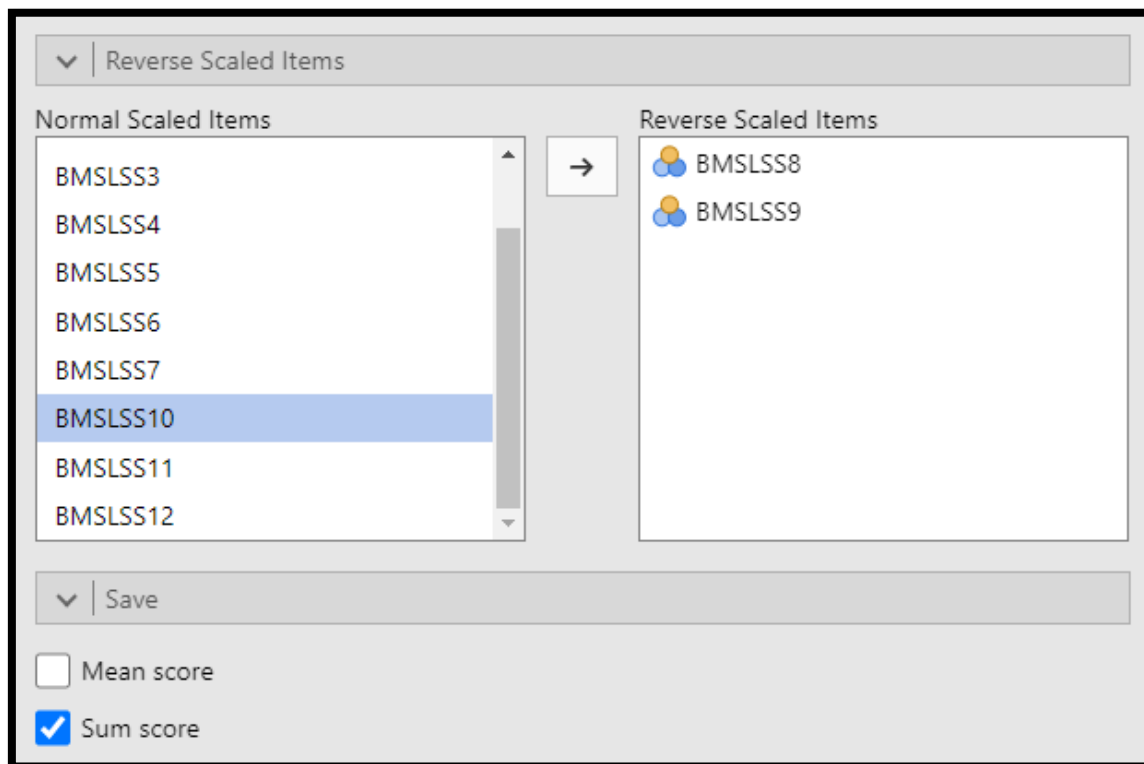 Reverse Scaled Items
Normal Scaled Items
BMSLSS3
BMSLSS4
BMSLSS5
BMSLSS6
BMSLSS7
BMSLSS10
BMSLSS11
BMSLSS12
Reverse Scaled Items
BMSLSS8
BMSLSS9
Save
Mean score
Sum score